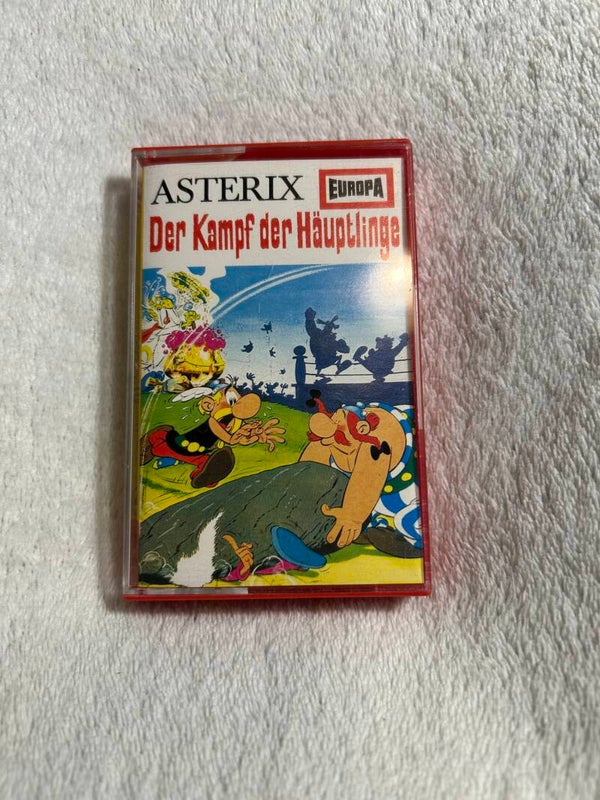 ASTERIX
EUROPA
Der Kampf der Häuptlinge